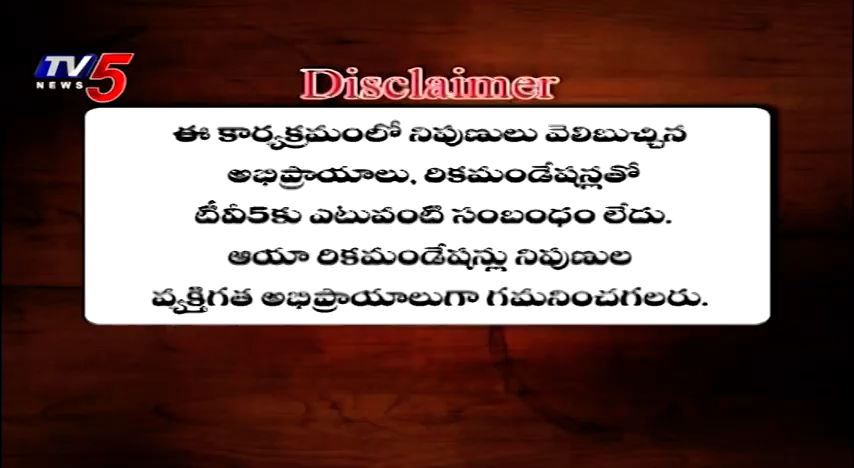 TV5
NEWS
Disclaimer
ఈ కార్యక్రమంలో నిపుణులు వెలిబుచ్చిన
అభిప్రాయాలు, రికమండేషన్లతో
టీవీ5కు ఎటువంటి సంబంధం లేదు.
ఆయా రికమండేషన్లు నిపుణుల
వ్యక్తిగత అభిప్రాయాలుగా గమనించగలరు.